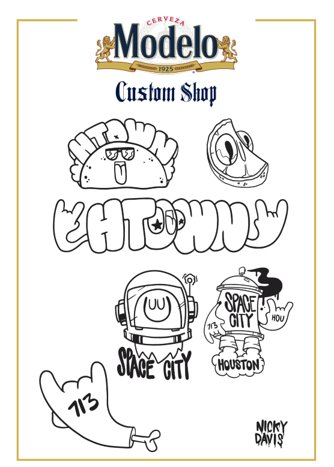 CERVEZA
Modelo
1925
Custom Shop
HTOWN
HTOWN
SPACE CITY
SPACE
CITY
713
HOU
HOUSTON
713
NICKY
DAVIS